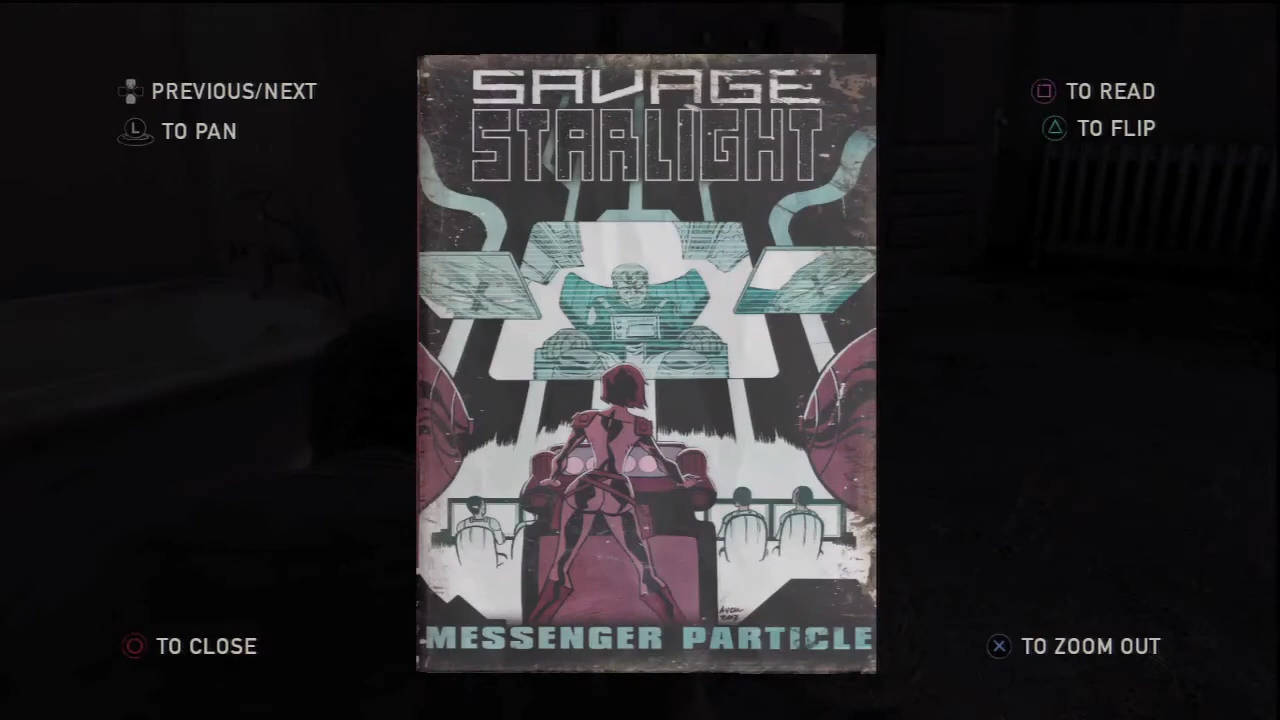 PREVIOUS/NEXT
L TO PAN
SAVAGE
STARLIGHT
TO READ
TO FLIP
MESSENGER PARTICLE
TO CLOSE
TO ZOOM OUT